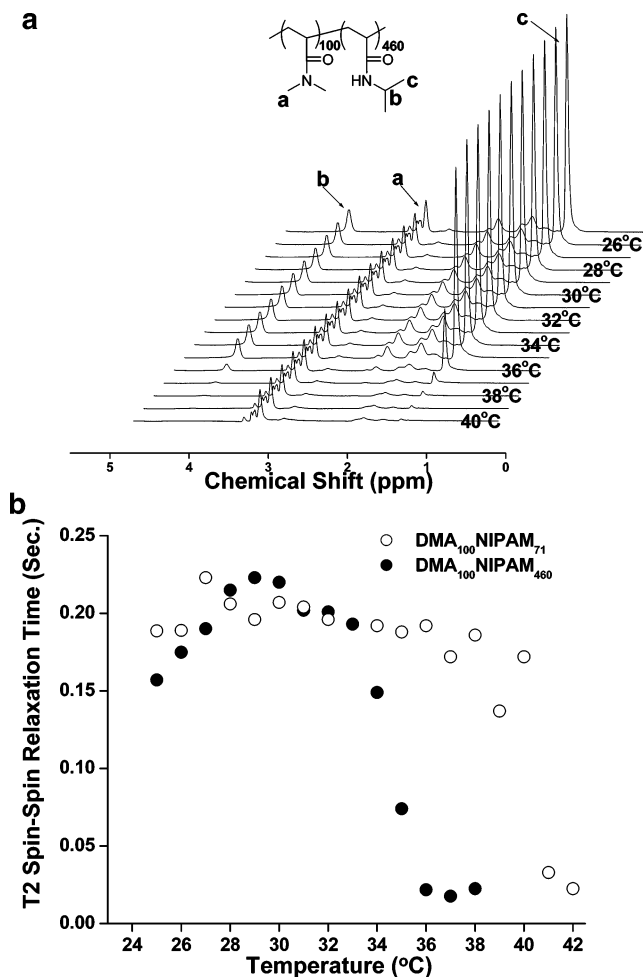 a
100
460
O
O
N
HN
a
b
c
c
b
a
26°C
28°C
30°C
32°C
34°C
36°C
38°C
40°C
5 4 3 2 1 0
Chemical Shift (ppm)
b
T2 Spin-Spin Relaxation Time (Sec.)
0.25
0.20
0.15
0.10
0.05
0.00
DMA100NIPAM71
DMA100NIPAM460
24 26 28 30 32 34 36 38 40 42
Temperature (°C)